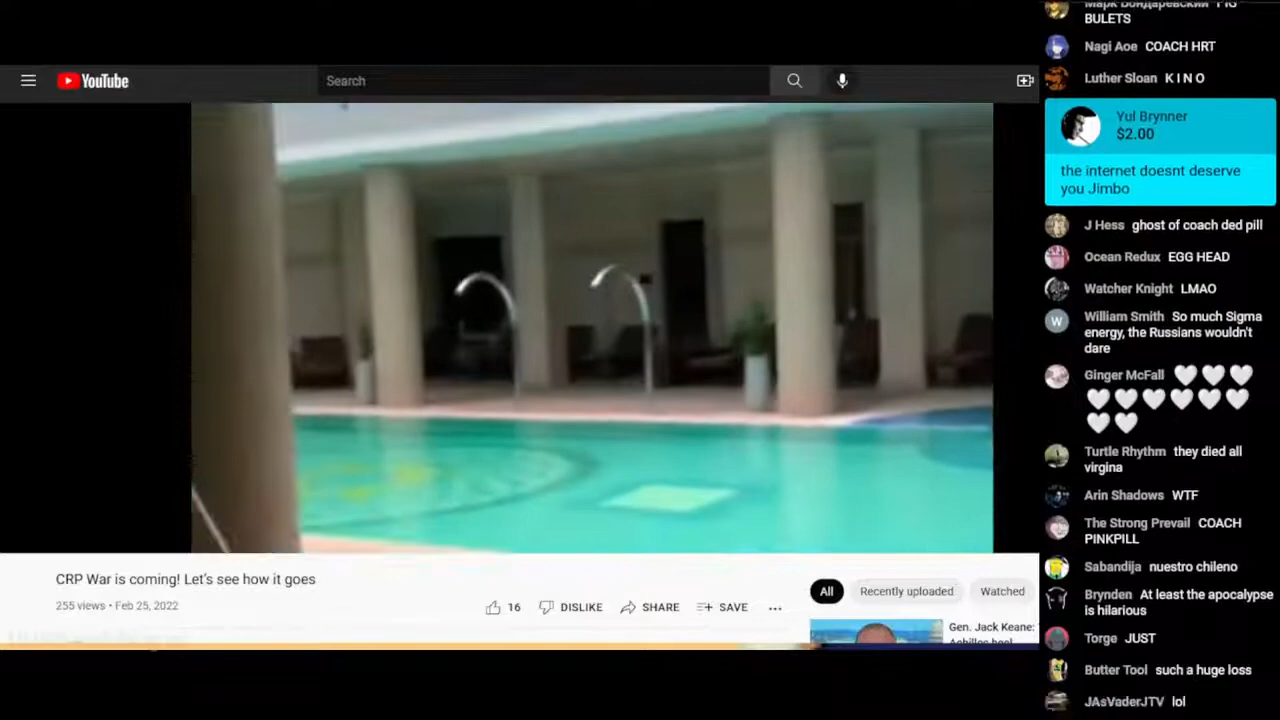 YouTube
Search
CRP War is coming! Let's see how it goes
255 views • Feb 25, 2022
16
DISLIKE
SHARE
SAVE
All
Recently uploaded
Watched
Gen. Jack Keane:
Achilles heel
BULETS
Nagi Aoe COACH HRT
Luther Sloan K I N O
Yul Brynner
$2.00
the internet doesnt deserve
you Jimbo
J Hess ghost of coach ded pill
Ocean Redux EGG HEAD
Watcher Knight LMAO
W
William Smith So much Sigma
energy, the Russians wouldn't
dare
Ginger McFall
Turtle Rhythm they died all
virgina
Arin Shadows WTF
The Strong Prevail COACH
PINKPILL
Sabandija nuestro chileno
Brynden At least the apocalypse
is hilarious
Torge JUST
Butter Tool such a huge loss
JAsVaderJTV lol